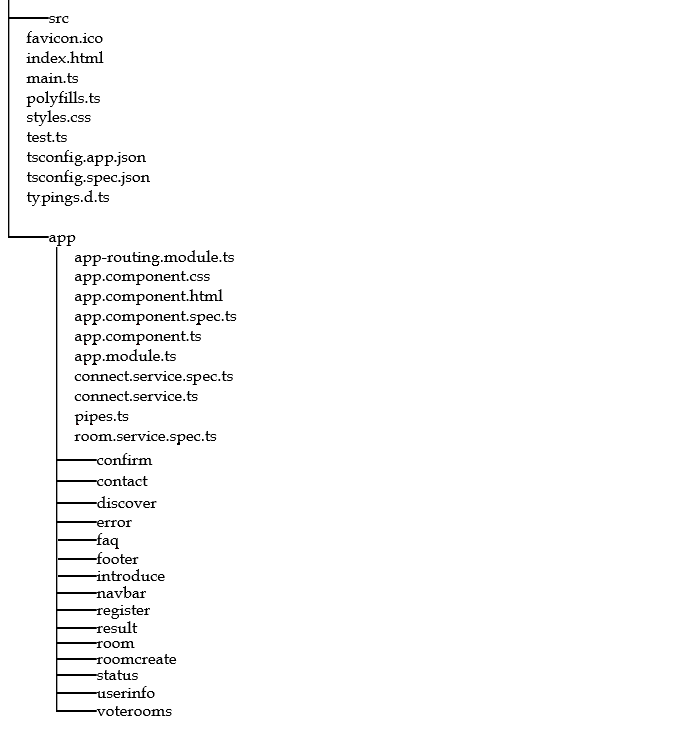 src
favicon.ico
index.html
main.ts
polyfills.ts
styles.css
test.ts
tsconfig.app.json
tsconfig.spec.json
typings.d.ts
app
app-routing.module.ts
app.component.css
app.component.html
app.component.spec.ts
app.component.ts
app.module.ts
connect.service.spec.ts
connect.service.ts
pipes.ts
room.service.spec.ts
confirm
contact
discover
error
faq
footer
introduce
navbar
register
result
room
roomcreate
status
userinfo
voterooms